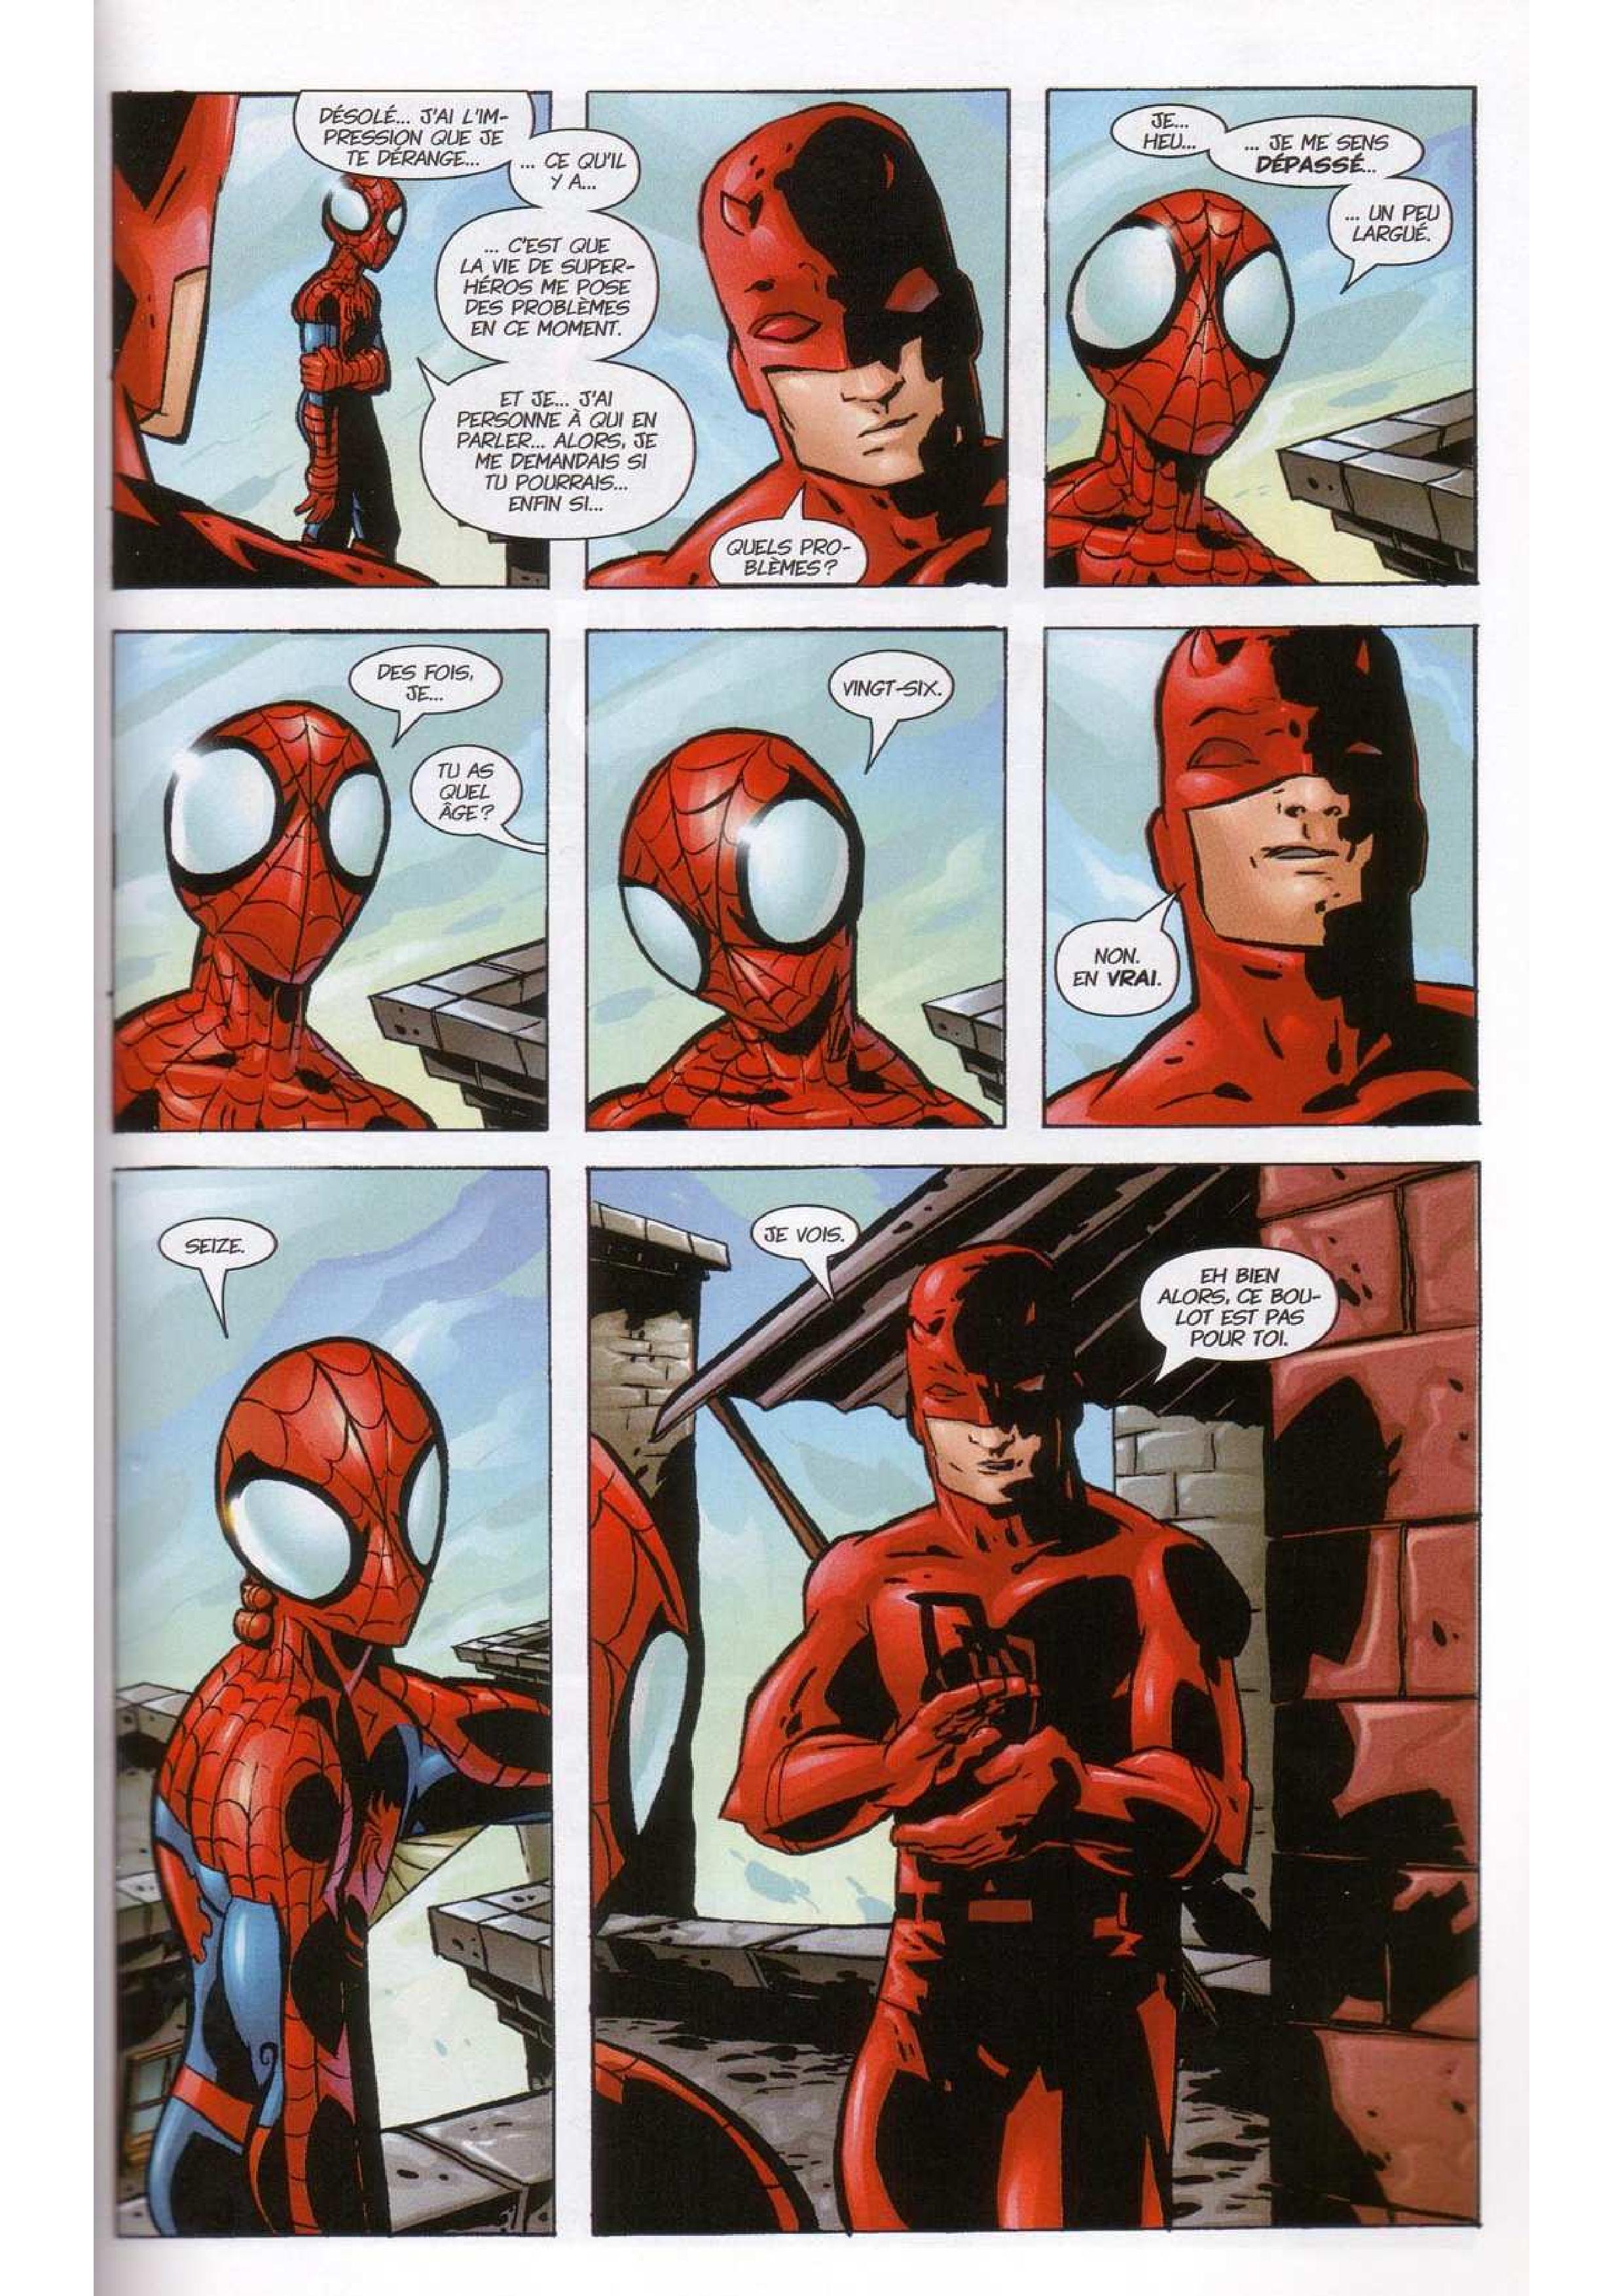 DÉSOLÉ... J'AI L'IM-
PRESSION QUE JE
TE DÉRANGE...
... CE QU'IL
Y A...
... C'EST QUE
LA VIE DE SUPER-
HÉROS ME POSE
DES PROBLÈMES
EN CE MOMENT.
ET JE... J'AI
PERSONNE À QUI EN
PARLER... ALORS, JE
ME DEMANDAIS SI
TU POURRAIS...
ENFIN SI...
QUELS PRO-
BLÈMES?
JE...
HEU...
... JE ME SENS
DÉPASSÉ...
... UN PEU
LARGUÉ.
DES FOIS,
JE...
TU AS
QUEL
ÂGE?
VINGT-SIX.
NON.
EN VRAI.
SEIZE.
JE VOIS.
EH BIEN
ALORS, CE BOU-
LOT EST PAS
POUR TOI.